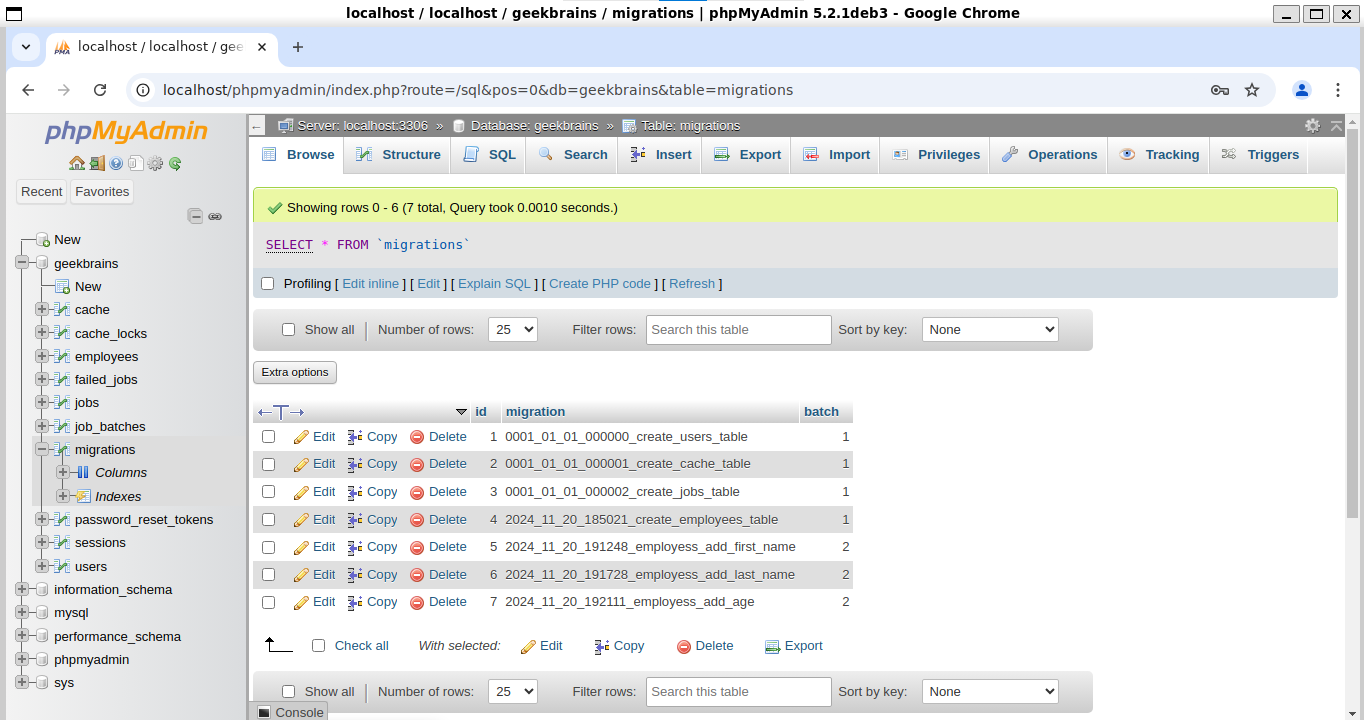 localhost / localhost / geekbrains / migrations | phpMyAdmin 5.2.1deb3 - Google Chrome
PMA localhost / localhost / gee
localhost/phpmyadmin/index.php?route=/sql&pos=0&db=geekbrains&table=migrations
phpMyAdmin
Recent Favorites
New
geekbrains
New
cache
cache_locks
employees
failed_jobs
jobs
job_batches
migrations
Columns
Indexes
password_reset_tokens
sessions
users
information_schema
mysql
performance_schema
phpmyadmin
sys
Server: localhost:3306 » Database: geekbrains » Table: migrations
Browse Structure SQL Search Insert Export Import Privileges Operations Tracking Triggers
Showing rows 0 - 6 (7 total, Query took 0.0010 seconds.)
SELECT * FROM `migrations`
Profiling [ Edit inline ] [ Edit ] [ Explain SQL ] [ Create PHP code ] [ Refresh ]
Show all Number of rows: 25 Filter rows: Search this table Sort by key: None
Extra options
←T→ id migration batch
Edit Copy Delete 1 0001_01_01_000000_create_users_table 1
Edit Copy Delete 2 0001_01_01_000001_create_cache_table 1
Edit Copy Delete 3 0001_01_01_000002_create_jobs_table 1
Edit Copy Delete 4 2024_11_20_185021_create_employees_table 1
Edit Copy Delete 5 2024_11_20_191248_employess_add_first_name 2
Edit Copy Delete 6 2024_11_20_191728_employess_add_last_name 2
Edit Copy Delete 7 2024_11_20_192111_employess_add_age 2
Check all With selected: Edit Copy Delete Export
Show all Number of rows: 25 Filter rows: Search this table Sort by key: None
Console